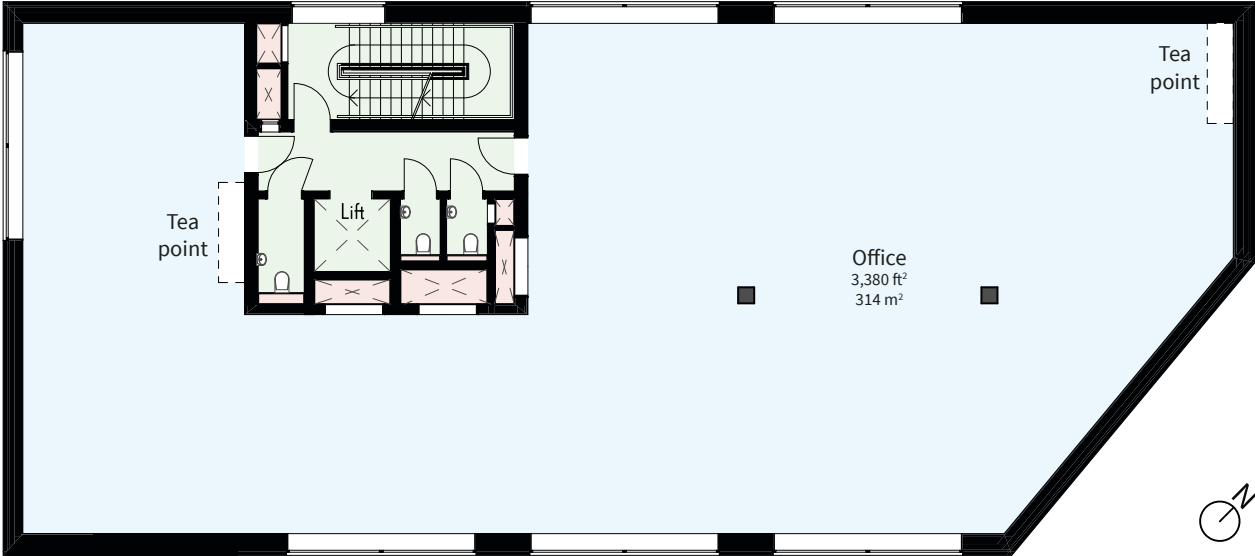 Tea
point
Lift
Tea
point
Office
3,380 ft²
314 m²
N